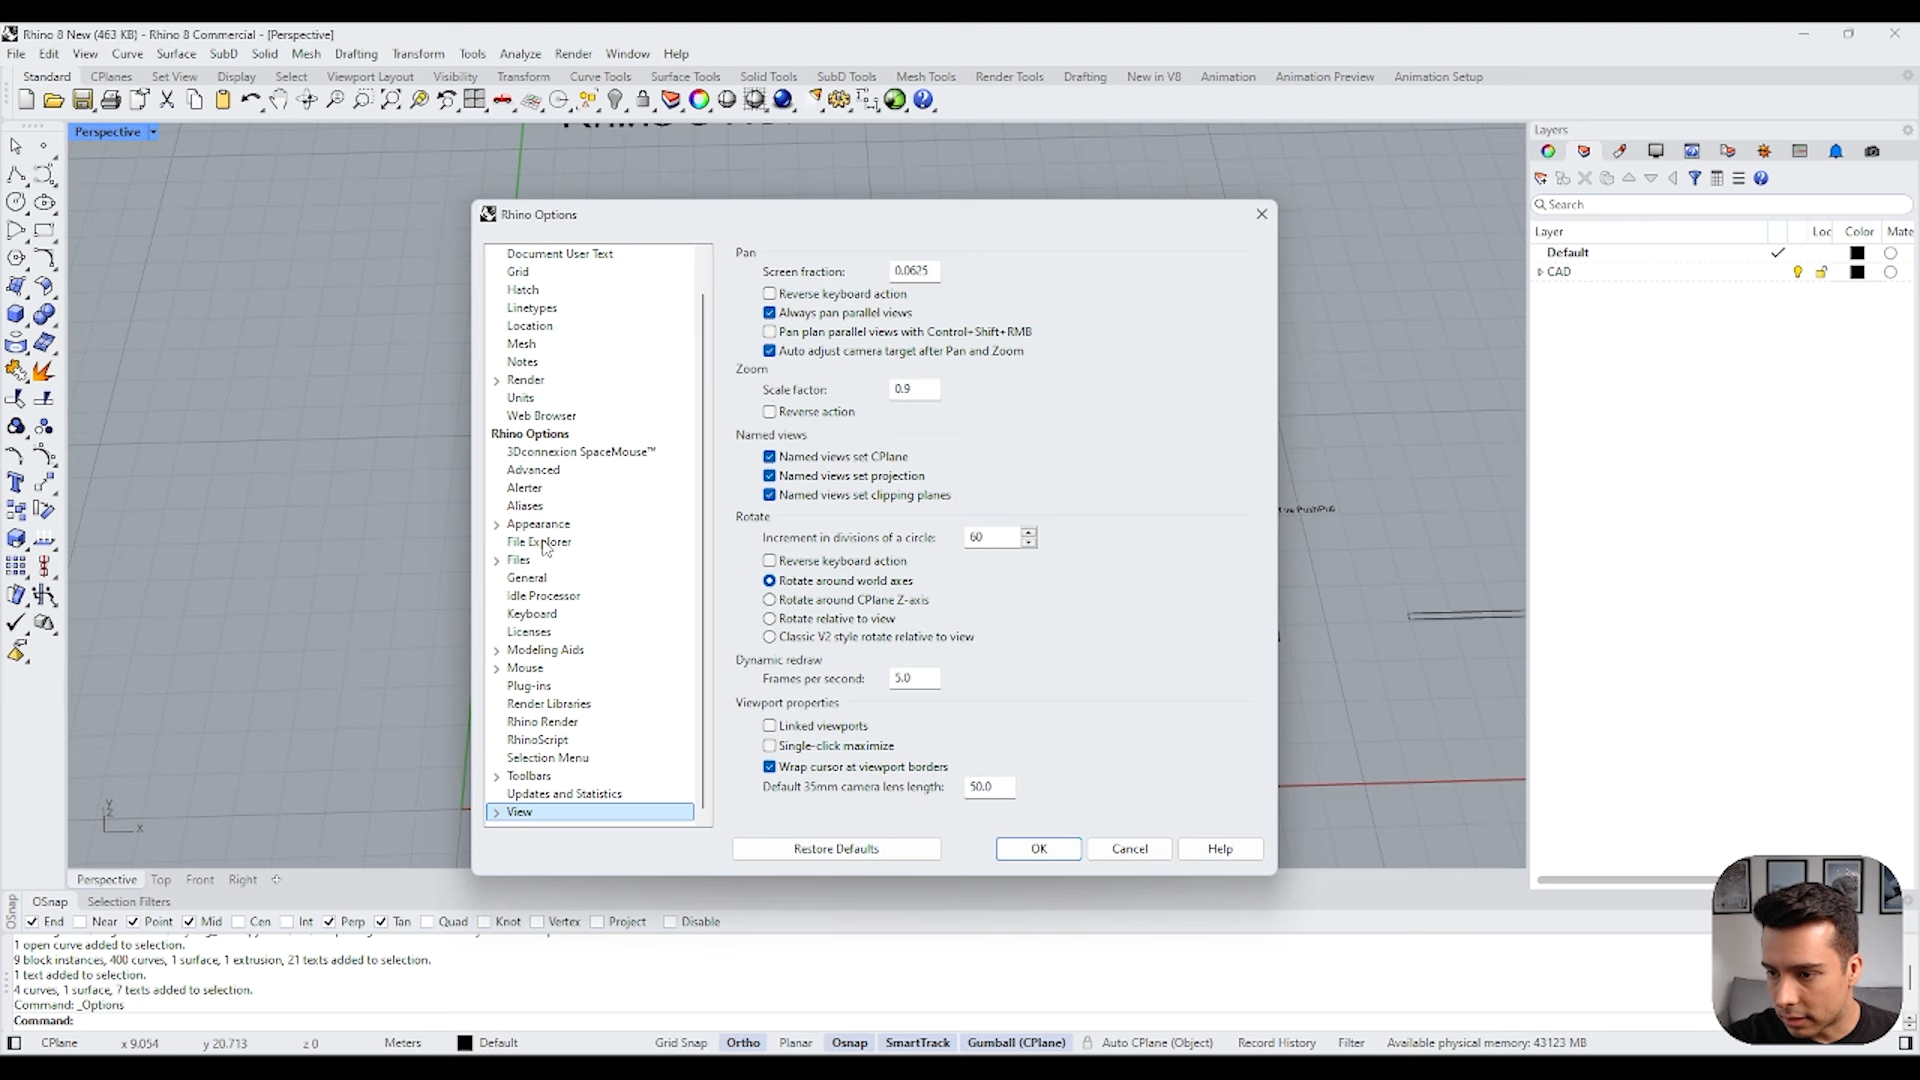 Rhino 8 New (463 KB) - Rhino 8 Commercial - [Perspective]
File Edit View Curve Surface SubD Solid Mesh Drafting Transform Tools Analyze Render Window Help
Standard CPlanes Set View Display Select Viewport Layout Visibility Transform Curve Tools Surface Tools Solid Tools SubD Tools Mesh Tools Render Tools Drafting New in V8 Animation Animation Preview Animation Setup
Perspective
Layers
Search
Layer Loc Color Mate
Default
CAD
Rhino Options
Document User Text
Grid
Hatch
Linetypes
Location
Mesh
Notes
Render
Units
Web Browser
Rhino Options
3Dconnexion SpaceMouse™
Advanced
Alerter
Aliases
Appearance
File Explorer
Files
General
Idle Processor
Keyboard
Licenses
Modeling Aids
Mouse
Plug-ins
Render Libraries
Rhino Render
RhinoScript
Selection Menu
Toolbars
Updates and Statistics
View
Pan
Screen fraction: 0.0625
Reverse keyboard action
Always pan parallel views
Pan plan parallel views with Control+Shift+RMB
Auto adjust camera target after Pan and Zoom
Zoom
Scale factor: 0.9
Reverse action
Named views
Named views set CPlane
Named views set projection
Named views set clipping planes
Rotate
Increment in divisions of a circle: 60
Reverse keyboard action
Rotate around world axes
Rotate around CPlane Z-axis
Rotate relative to view
Classic V2 style rotate relative to view
Dynamic redraw
Frames per second: 5.0
Viewport properties
Linked viewports
Single-click maximize
Wrap cursor at viewport borders
Default 35mm camera lens length: 50.0
Restore Defaults OK Cancel Help
PushPull
y
z
x
Perspective Top Front Right
OSnap
OSnap Selection Filters
End Near Point Mid Cen Int Perp Tan Quad Knot Vertex Project Disable
1 open curve added to selection.
9 block instances, 400 curves, 1 surface, 1 extrusion, 21 texts added to selection.
1 text added to selection.
4 curves, 1 surface, 7 texts added to selection.
Command: _Options
Command:
CPlane x 9.054 y 20.713 z 0 Meters Default Grid Snap Ortho Planar Osnap SmartTrack Gumball (CPlane) Auto CPlane (Object) Record History Filter Available physical memory: 43123 MB